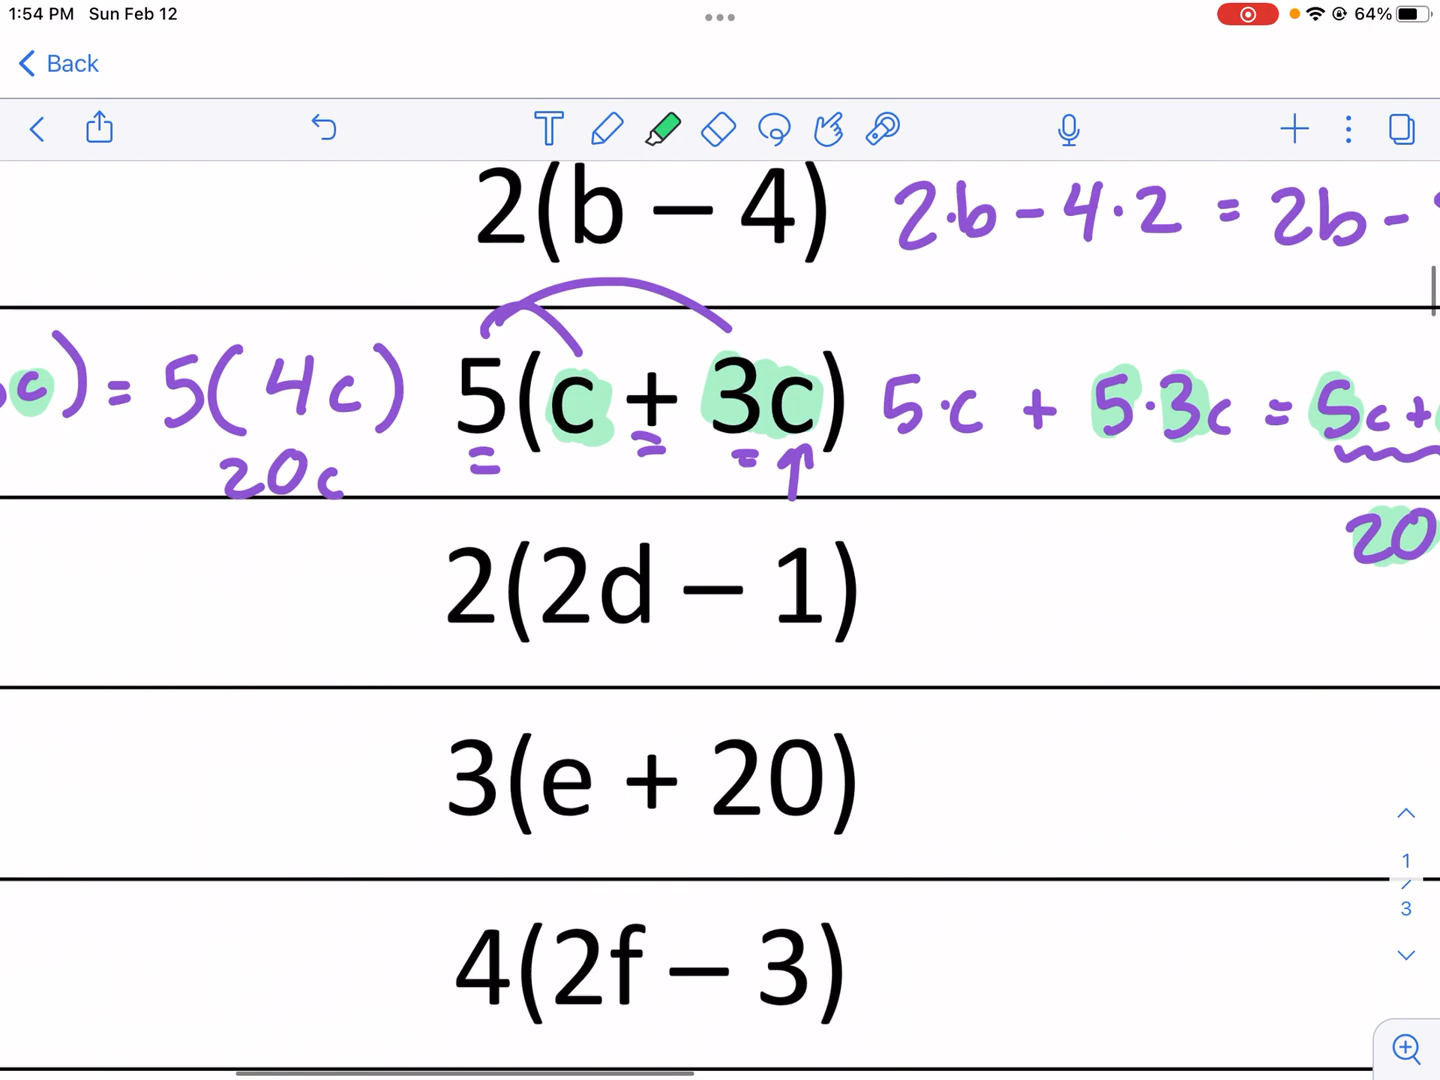 1:54 PM Sun Feb 12 64%
Back
2(b – 4) 2·b - 4·2 = 2b -
c) = 5(4c) 5(c + 3c) 5·c + 5·3c = 5c +
20c
20
2(2d – 1)
3(e + 20)
4(2f – 3)
1
/
3